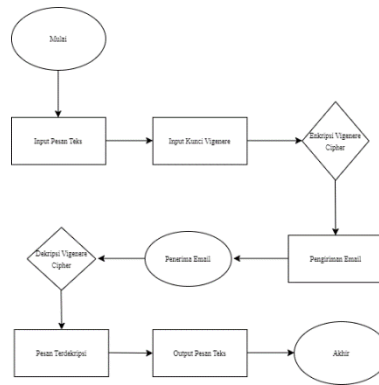 Mulai
Input Pesan Teks
Input Kunci Vigenere
Enkripsi Vigenere
Cipher
Pengiriman Email
Penerima Email
Dekripsi Vigenere
Cipher
Pesan Terdekripsi
Output Pesan Teks
Akhir